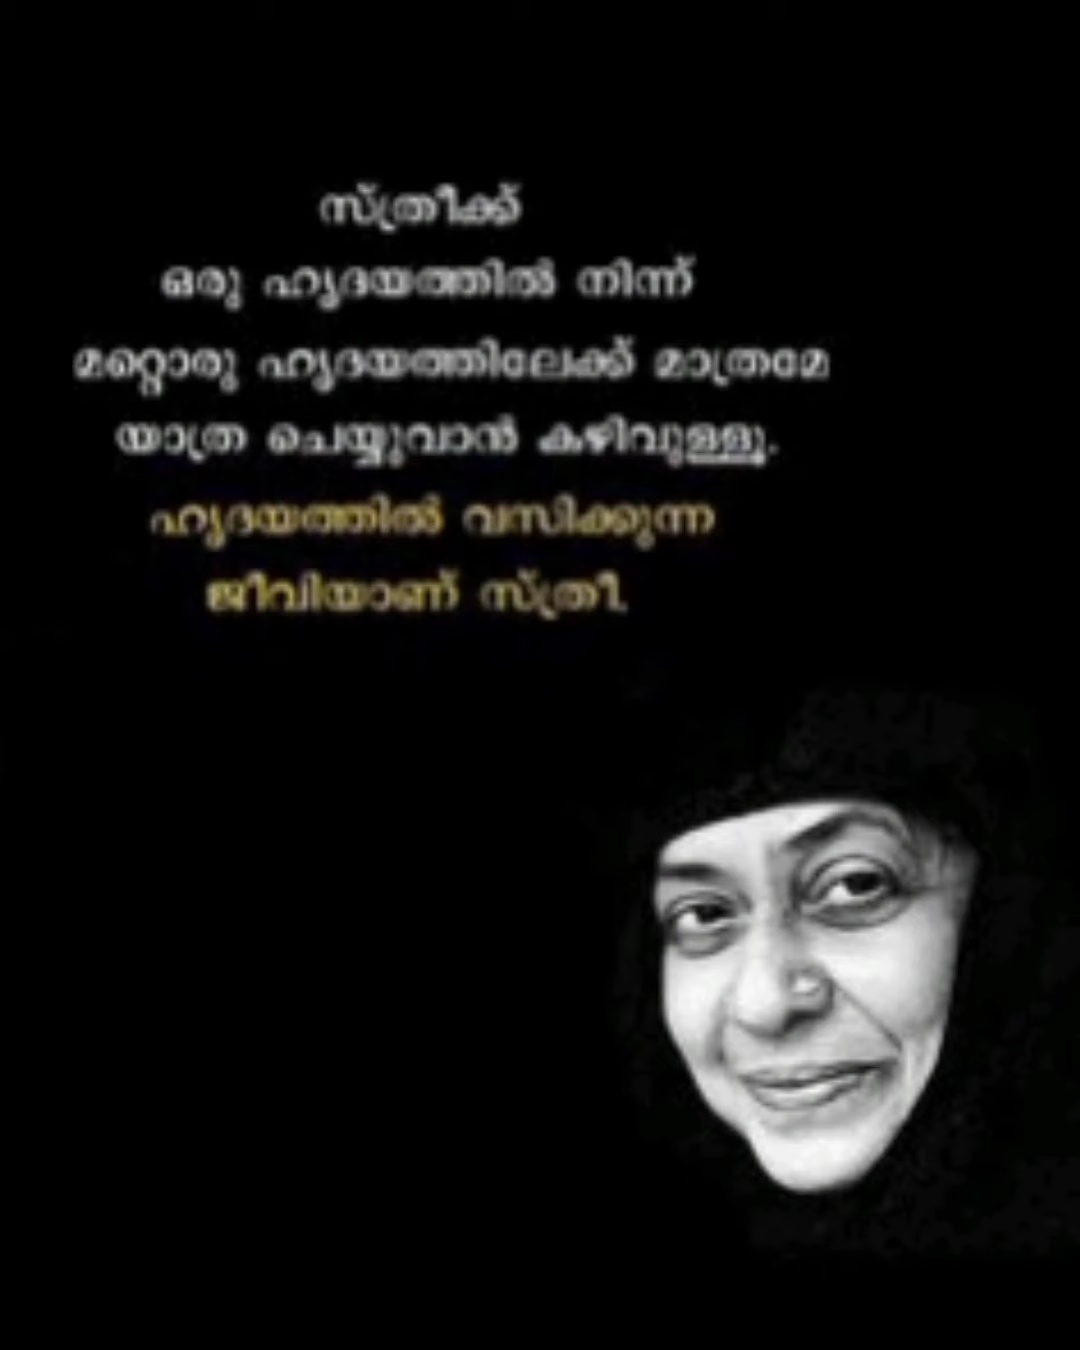 സ്ത്രീക്ക്
ഒരു ഹൃദയത്തിൽ നിന്ന്
മറ്റൊരു ഹൃദയത്തിലേക്ക് മാത്രമേ
യാത്ര ചെയ്യുവാൻ കഴിവുള്ളൂ.
ഹൃദയത്തിൽ വസിക്കുന്ന
ജീവിയാണ് സ്ത്രീ.